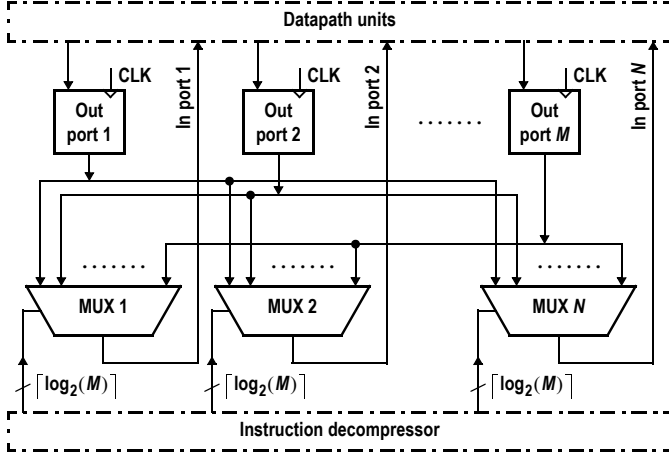 Datapath units
CLK
In port 1
CLK
In port 2
CLK
In port N
Out
port 1
Out
port 2
. . . . . . .
Out
port M
. . . . . . .
. . . . . . .
. . . . . . .
MUX 1
MUX 2
MUX N
⌈log₂(M)⌉
⌈log₂(M)⌉
⌈log₂(M)⌉
Instruction decompressor